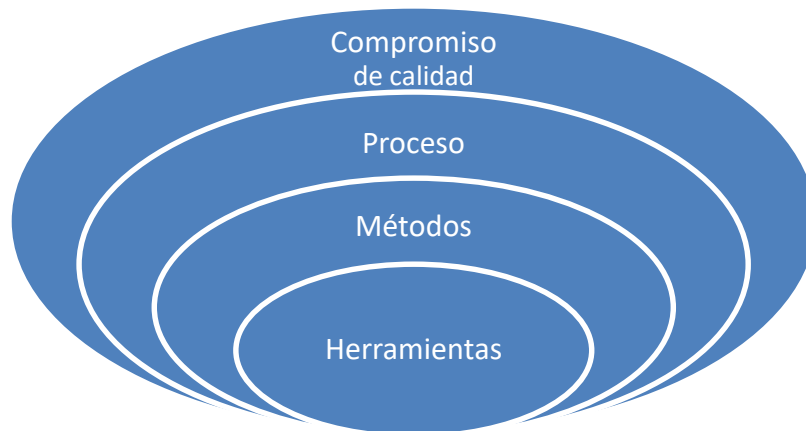 Compromiso
de calidad
Proceso
Métodos
Herramientas